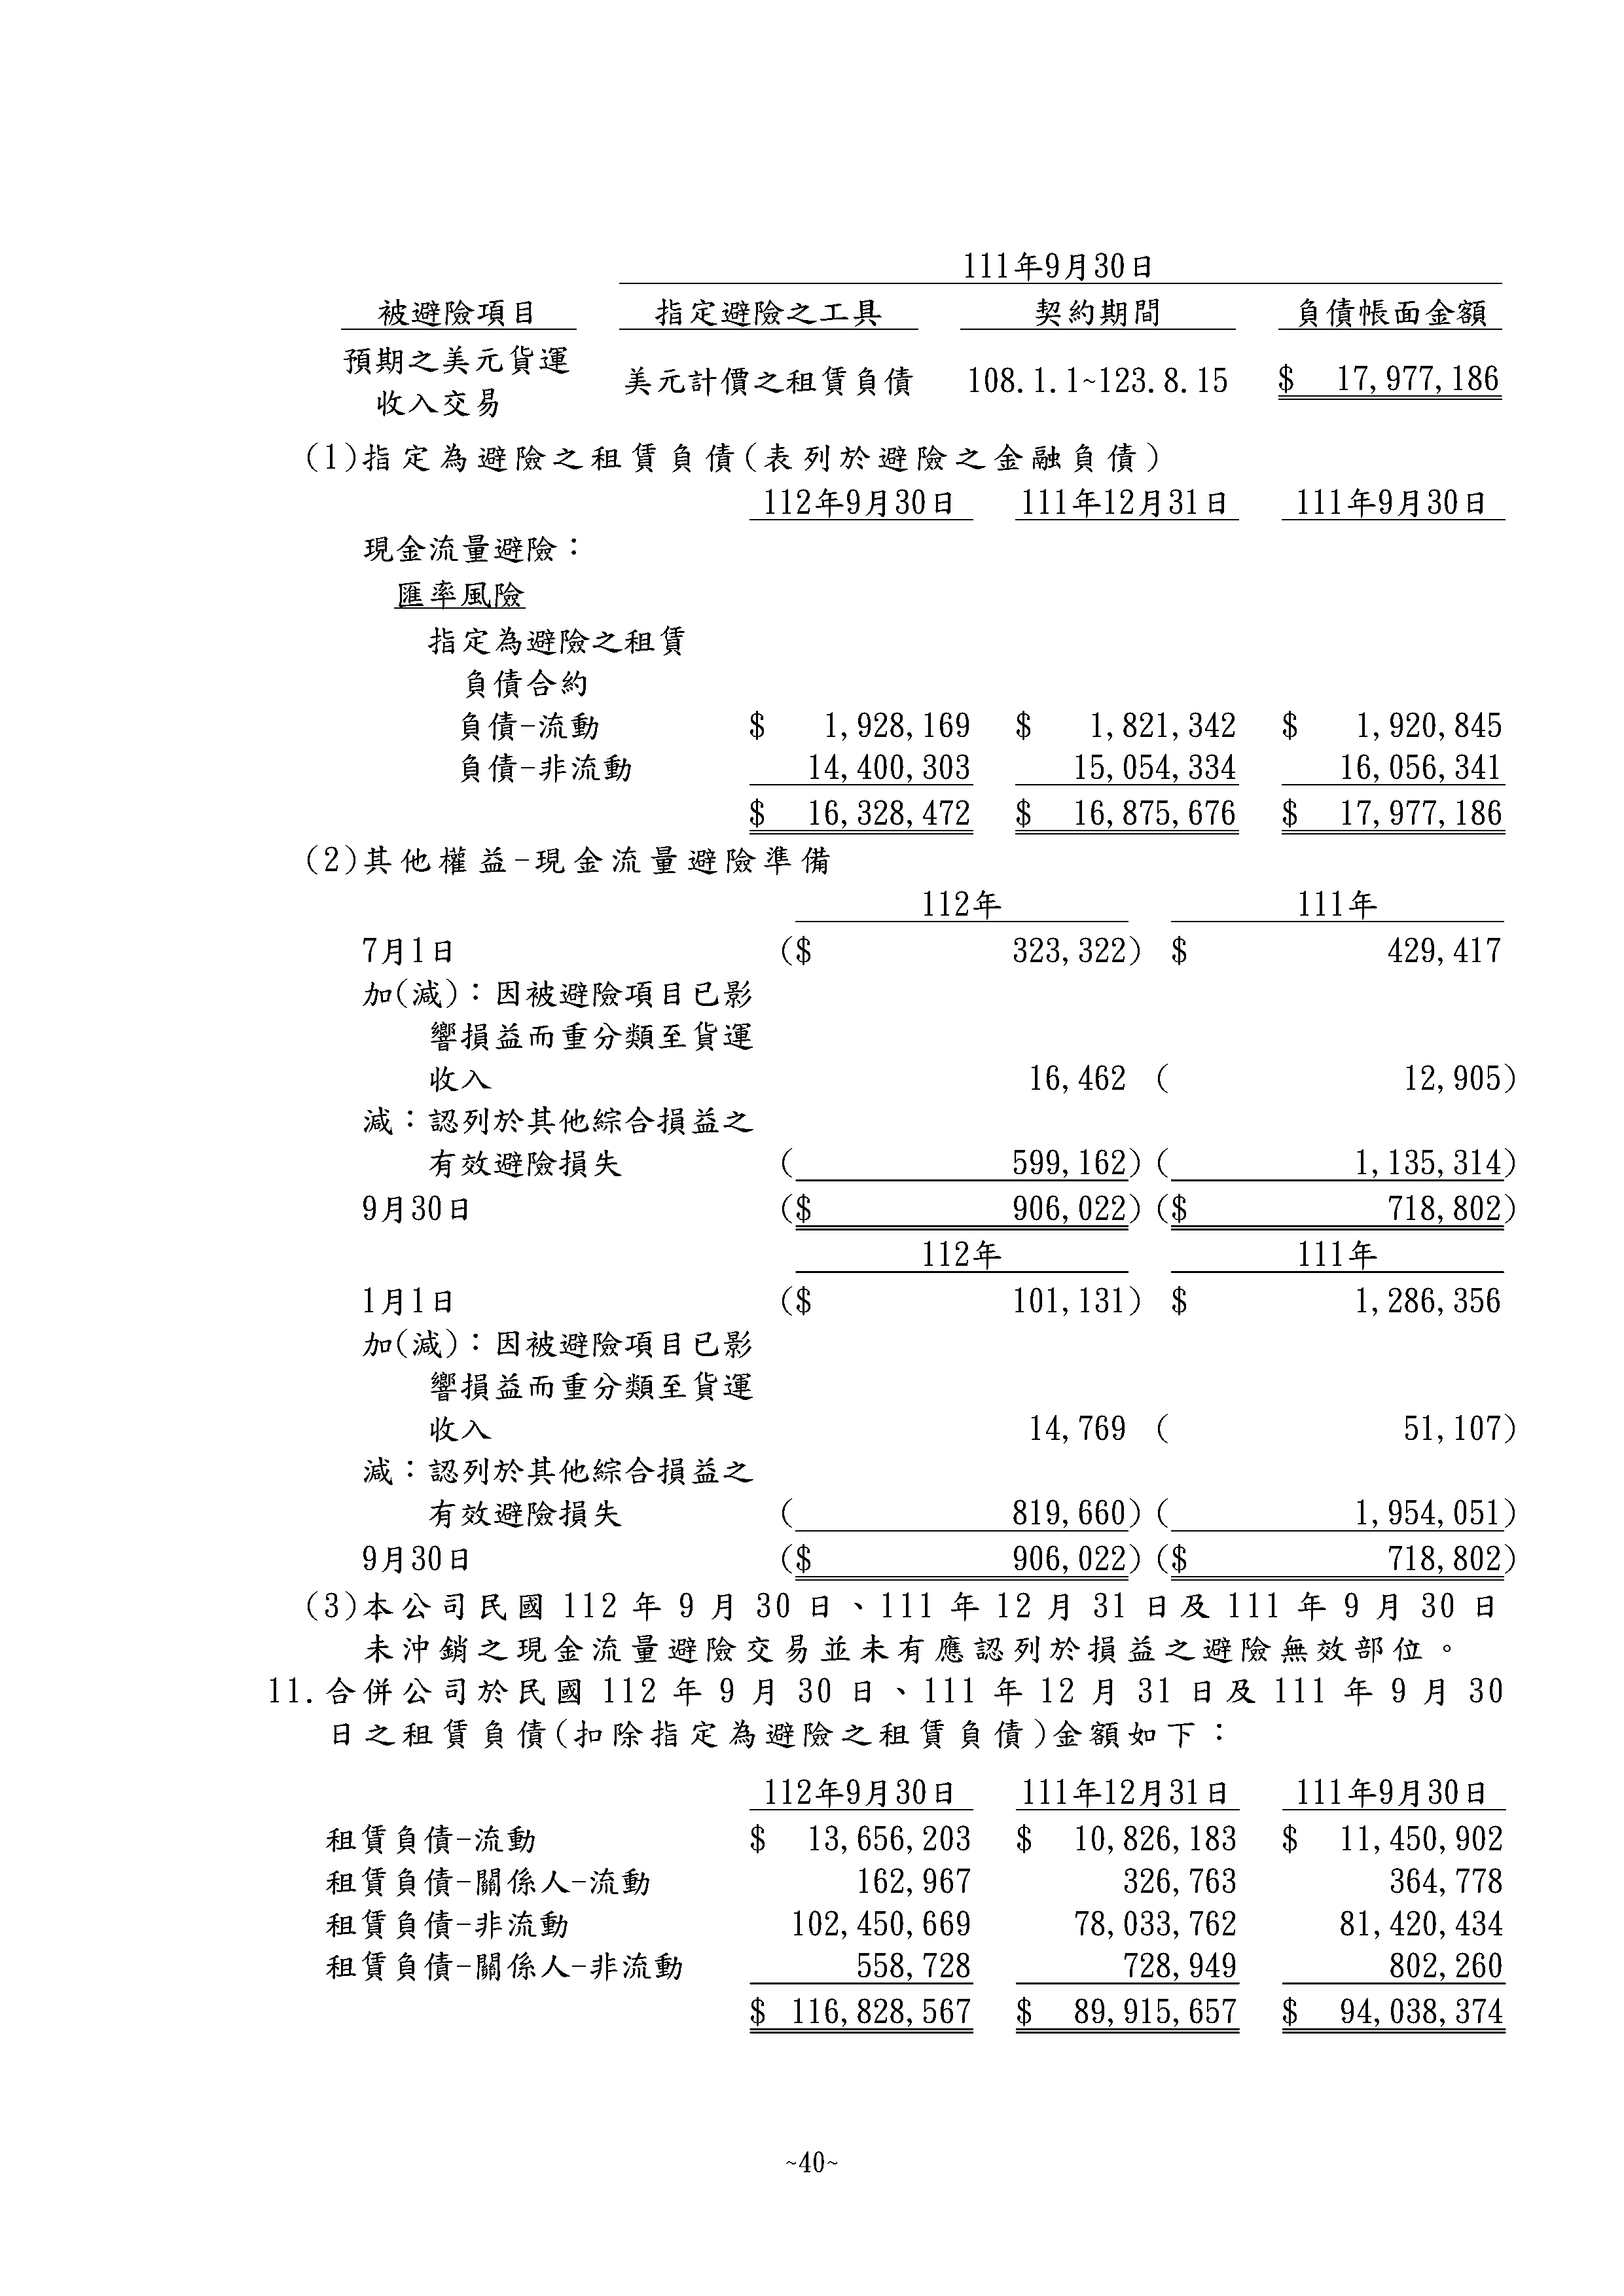 111年9月30日
被避險項目 指定避險之工具 契約期間 負債帳面金額
預期之美元貨運
收入交易 美元計價之租賃負債 108.1.1~123.8.15 $ 17,977,186
(1)指定為避險之租賃負債(表列於避險之金融負債)
112年9月30日 111年12月31日 111年9月30日
現金流量避險：
匯率風險
指定為避險之租賃
負債合約
負債-流動 $ 1,928,169 $ 1,821,342 $ 1,920,845
負債-非流動 14,400,303 15,054,334 16,056,341
$ 16,328,472 $ 16,875,676 $ 17,977,186
(2)其他權益-現金流量避險準備
112年 111年
7月1日 ($ 323,322) $ 429,417
加(減)：因被避險項目已影
響損益而重分類至貨運
收入 16,462 ( 12,905)
減：認列於其他綜合損益之
有效避險損失 ( 599,162) ( 1,135,314)
9月30日 ($ 906,022) ($ 718,802)
112年 111年
1月1日 ($ 101,131) $ 1,286,356
加(減)：因被避險項目已影
響損益而重分類至貨運
收入 14,769 ( 51,107)
減：認列於其他綜合損益之
有效避險損失 ( 819,660) ( 1,954,051)
9月30日 ($ 906,022) ($ 718,802)
(3)本公司民國 112 年 9 月 30 日、111 年 12 月 31 日及 111 年 9 月 30 日
未沖銷之現金流量避險交易並未有應認列於損益之避險無效部位。
11.合併公司於民國 112 年 9 月 30 日、111 年 12 月 31 日及 111 年 9 月 30
日之租賃負債(扣除指定為避險之租賃負債)金額如下：
112年9月30日 111年12月31日 111年9月30日
租賃負債-流動 $ 13,656,203 $ 10,826,183 $ 11,450,902
租賃負債-關係人-流動 162,967 326,763 364,778
租賃負債-非流動 102,450,669 78,033,762 81,420,434
租賃負債-關係人-非流動 558,728 728,949 802,260
$ 116,828,567 $ 89,915,657 $ 94,038,374
~40~